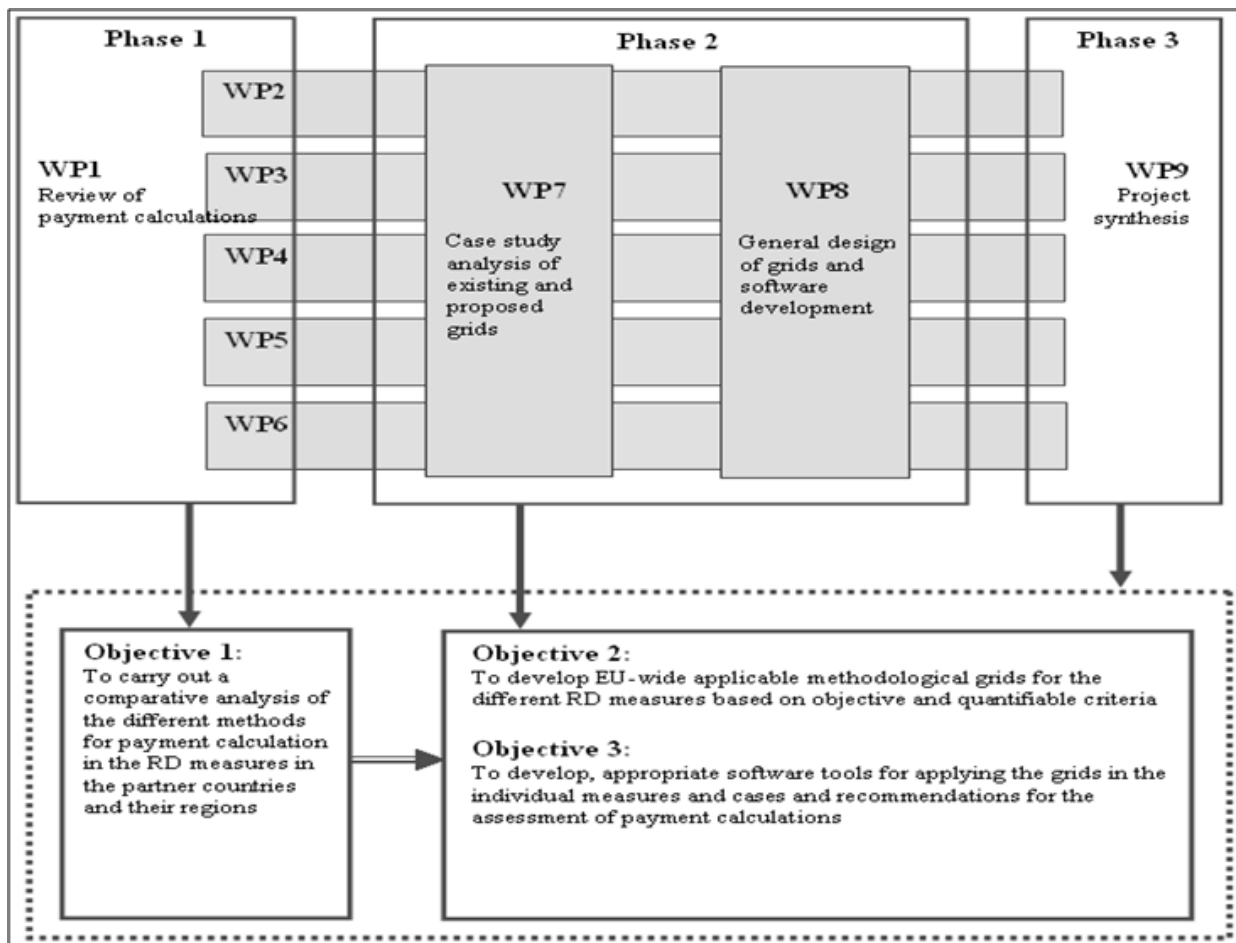 Phase 1
Phase 2
Phase 3
WP2
WP3
WP4
WP5
WP6
WP1
Review of
payment calculations
WP7
Case study
analysis of
existing and
proposed
grids
WP8
General design
of grids and
software
development
WP9
Project
synthesis
Objective 1:
To carry out a
comparative analysis of
the different methods
for payment calculation
in the RD measures in
the partner countries
and their regions
Objective 2:
To develop EU-wide applicable methodological grids for the
different RD measures based on objective and quantifiable criteria
Objective 3:
To develop, appropriate software tools for applying the grids in the
individual measures and cases and recommendations for the
assessment of payment calculations